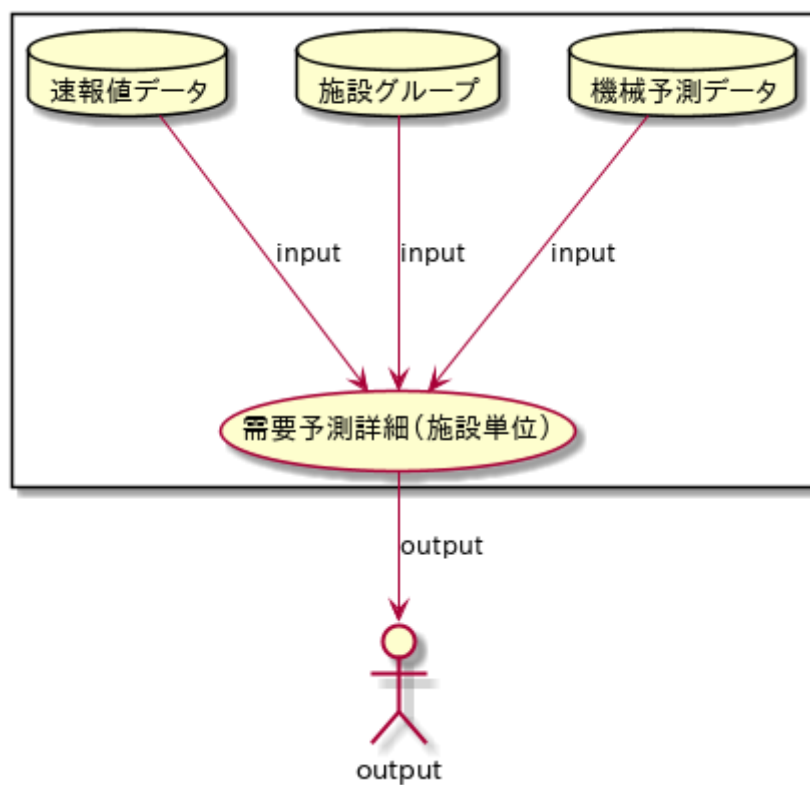 速報値データ
施設グループ
機械予測データ
input
input
input
需要予測詳細(施設単位)
output
output